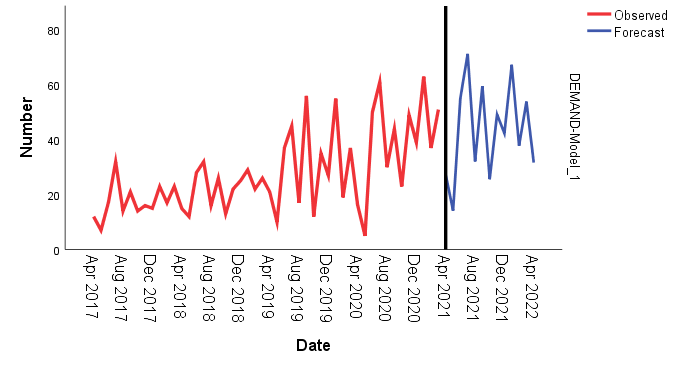 Observed
Forecast
80
60
40
20
0
Number
DEMAND-Model_1
Apr 2017
Aug 2017
Dec 2017
Apr 2018
Aug 2018
Dec 2018
Apr 2019
Aug 2019
Dec 2019
Apr 2020
Aug 2020
Dec 2020
Apr 2021
Aug 2021
Dec 2021
Apr 2022
Date